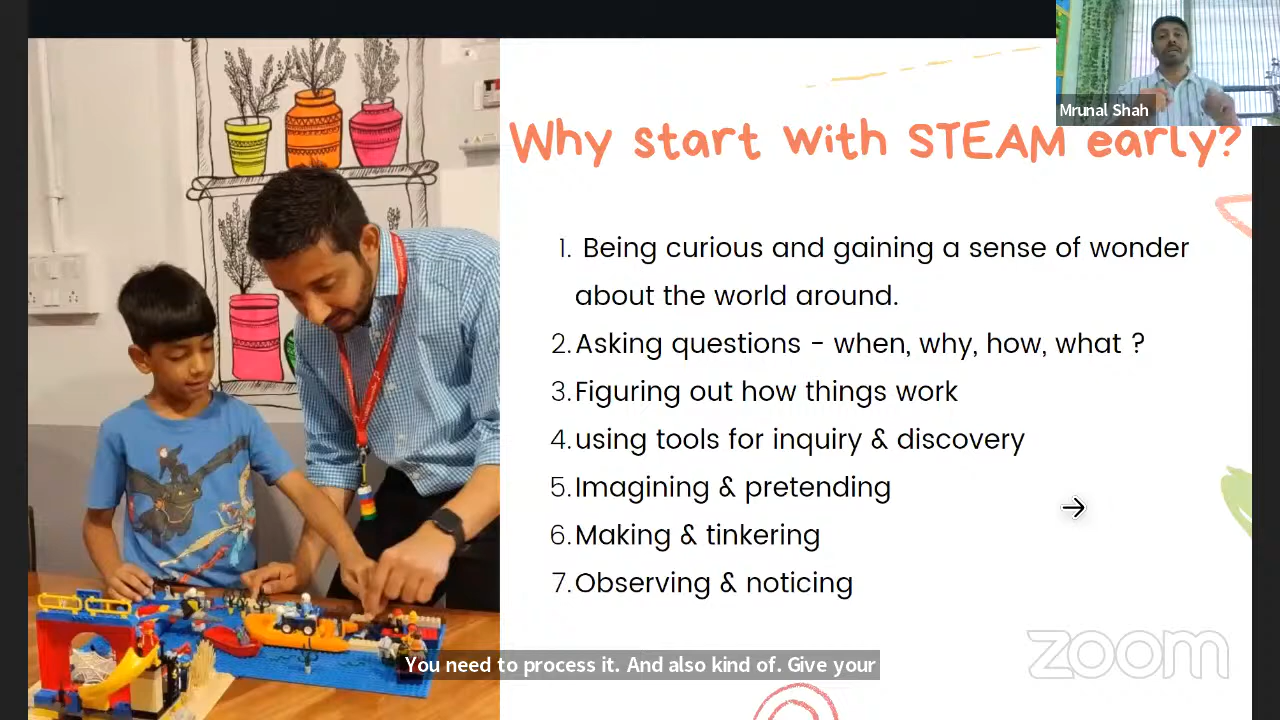 Mrunal Shah
Why start with STEAM early?
1. Being curious and gaining a sense of wonder
about the world around.
2. Asking questions - when, why, how, what ?
3. Figuring out how things work
4. using tools for inquiry & discovery
5. Imagining & pretending
6. Making & tinkering
7. Observing & noticing
zoom
You need to process it. And also kind of. Give your